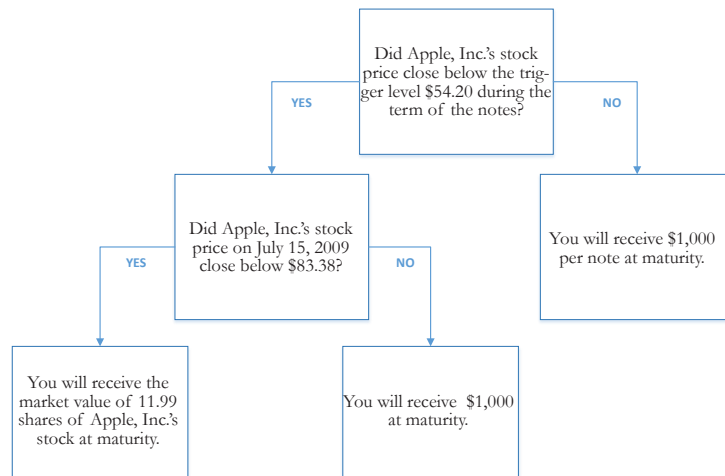 Did Apple, Inc.'s stock
price close below the trig-
ger level $54.20 during the
term of the notes?
YES
NO
Did Apple, Inc.'s stock
price on July 15, 2009
close below $83.38?
You will receive $1,000
per note at maturity.
YES
NO
You will receive the
market value of 11.99
shares of Apple, Inc.'s
stock at maturity.
You will receive $1,000
at maturity.